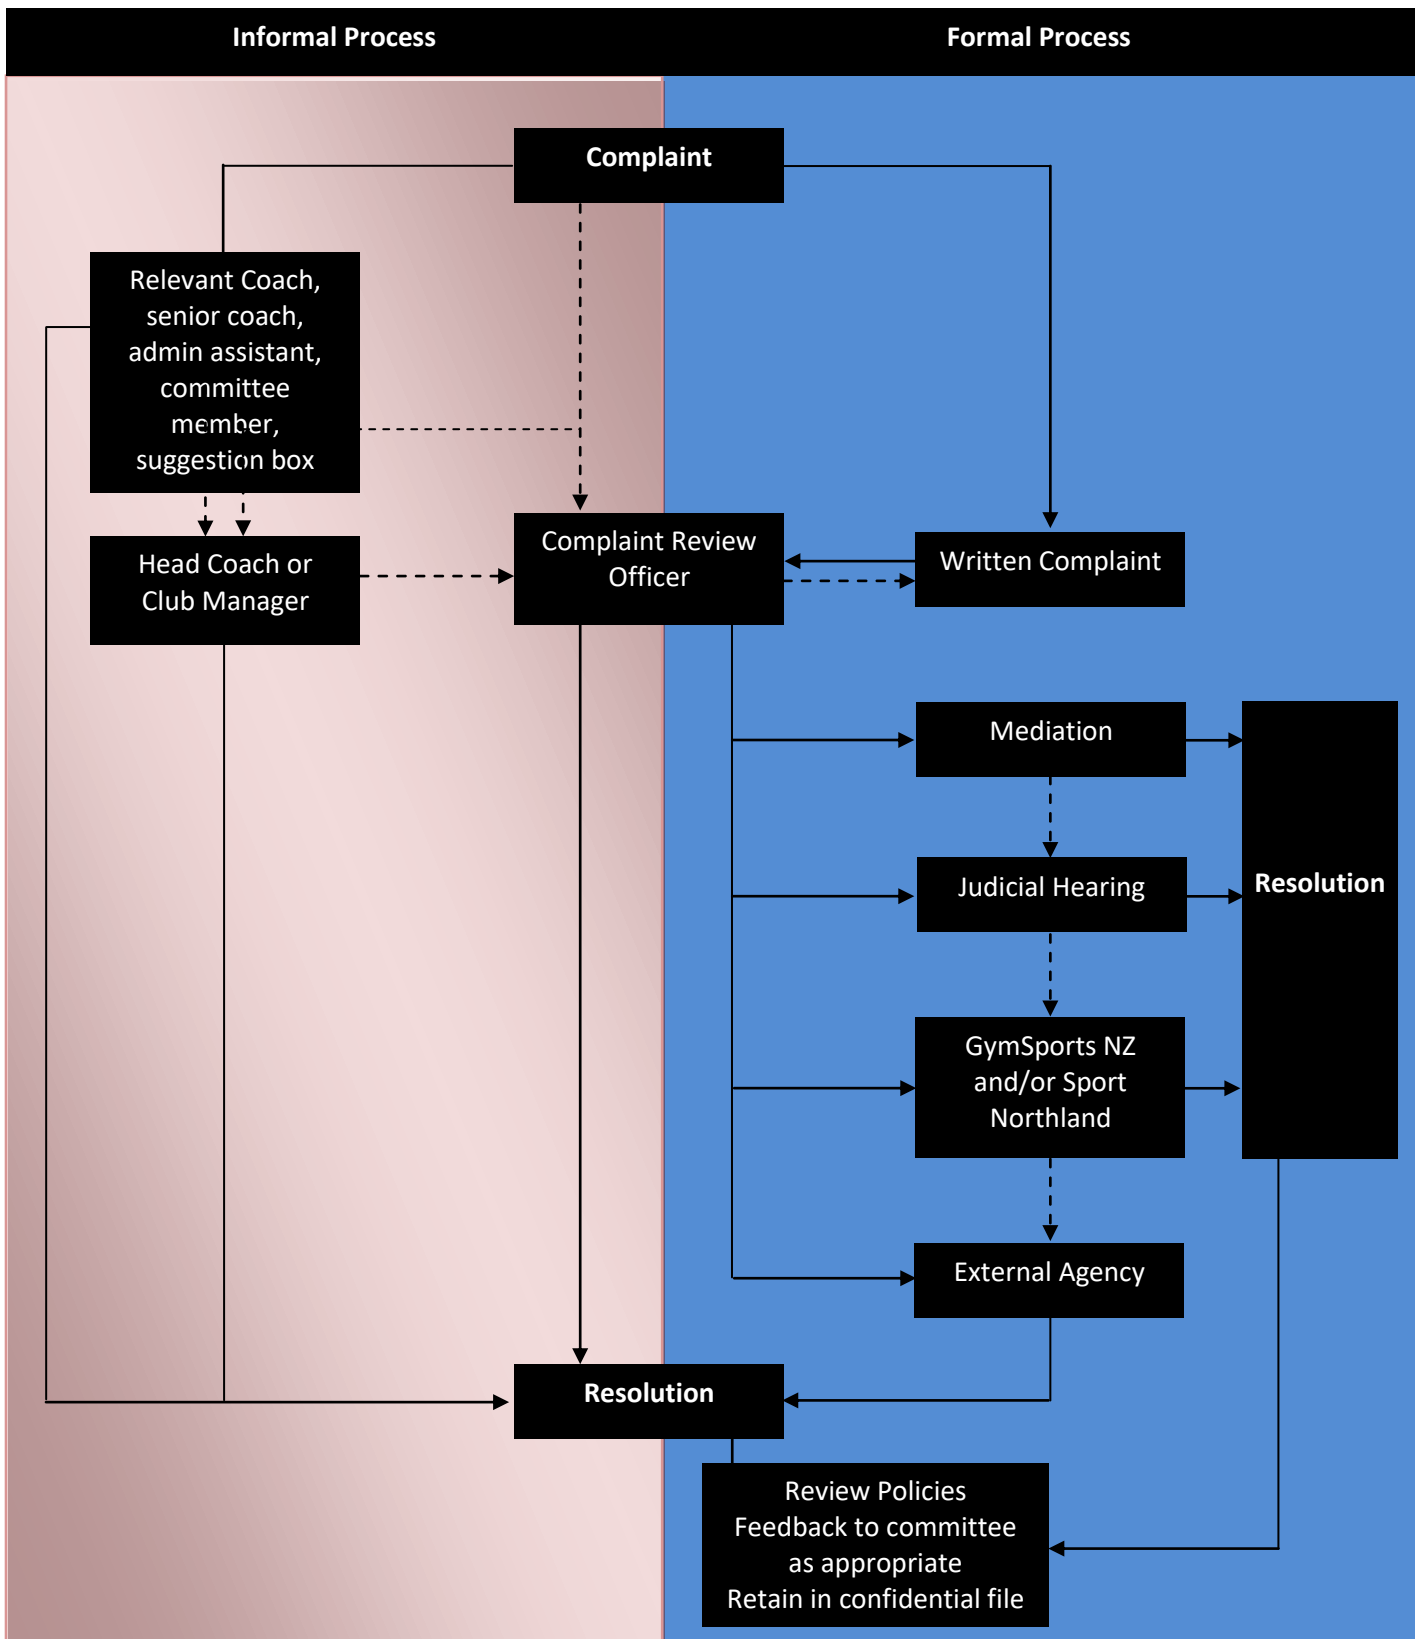 Informal Process
Formal Process
Complaint
Relevant Coach,
senior coach,
admin assistant,
committee
member,
suggestion box
Head Coach or
Club Manager
Complaint Review
Officer
Written Complaint
Mediation
Judicial Hearing
GymSports NZ
and/or Sport
Northland
External Agency
Resolution
Resolution
Review Policies
Feedback to committee
as appropriate
Retain in confidential file